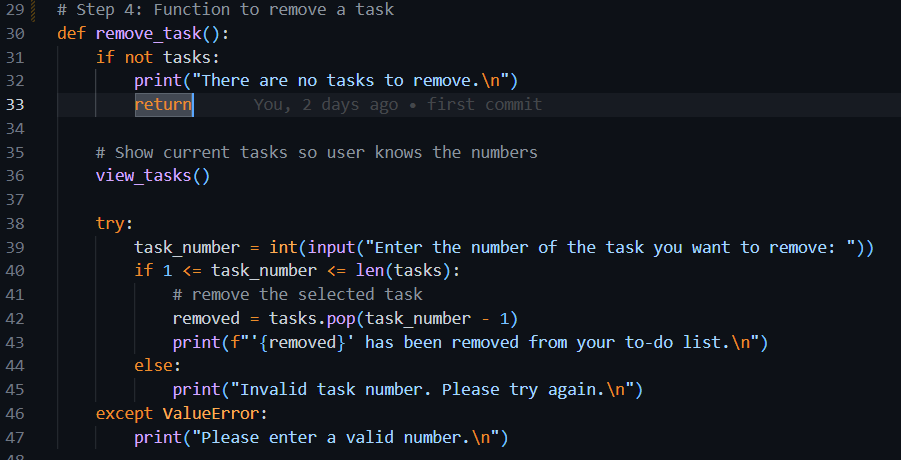 29 # Step 4: Function to remove a task
30 def remove_task():
31     if not tasks:
32         print("There are no tasks to remove.\n")
33         return You, 2 days ago • first commit
34
35     # Show current tasks so user knows the numbers
36     view_tasks()
37
38     try:
39         task_number = int(input("Enter the number of the task you want to remove: "))
40         if 1 <= task_number <= len(tasks):
41             # remove the selected task
42             removed = tasks.pop(task_number - 1)
43             print(f"'{removed}' has been removed from your to-do list.\n")
44         else:
45             print("Invalid task number. Please try again.\n")
46     except ValueError:
47         print("Please enter a valid number.\n")
48